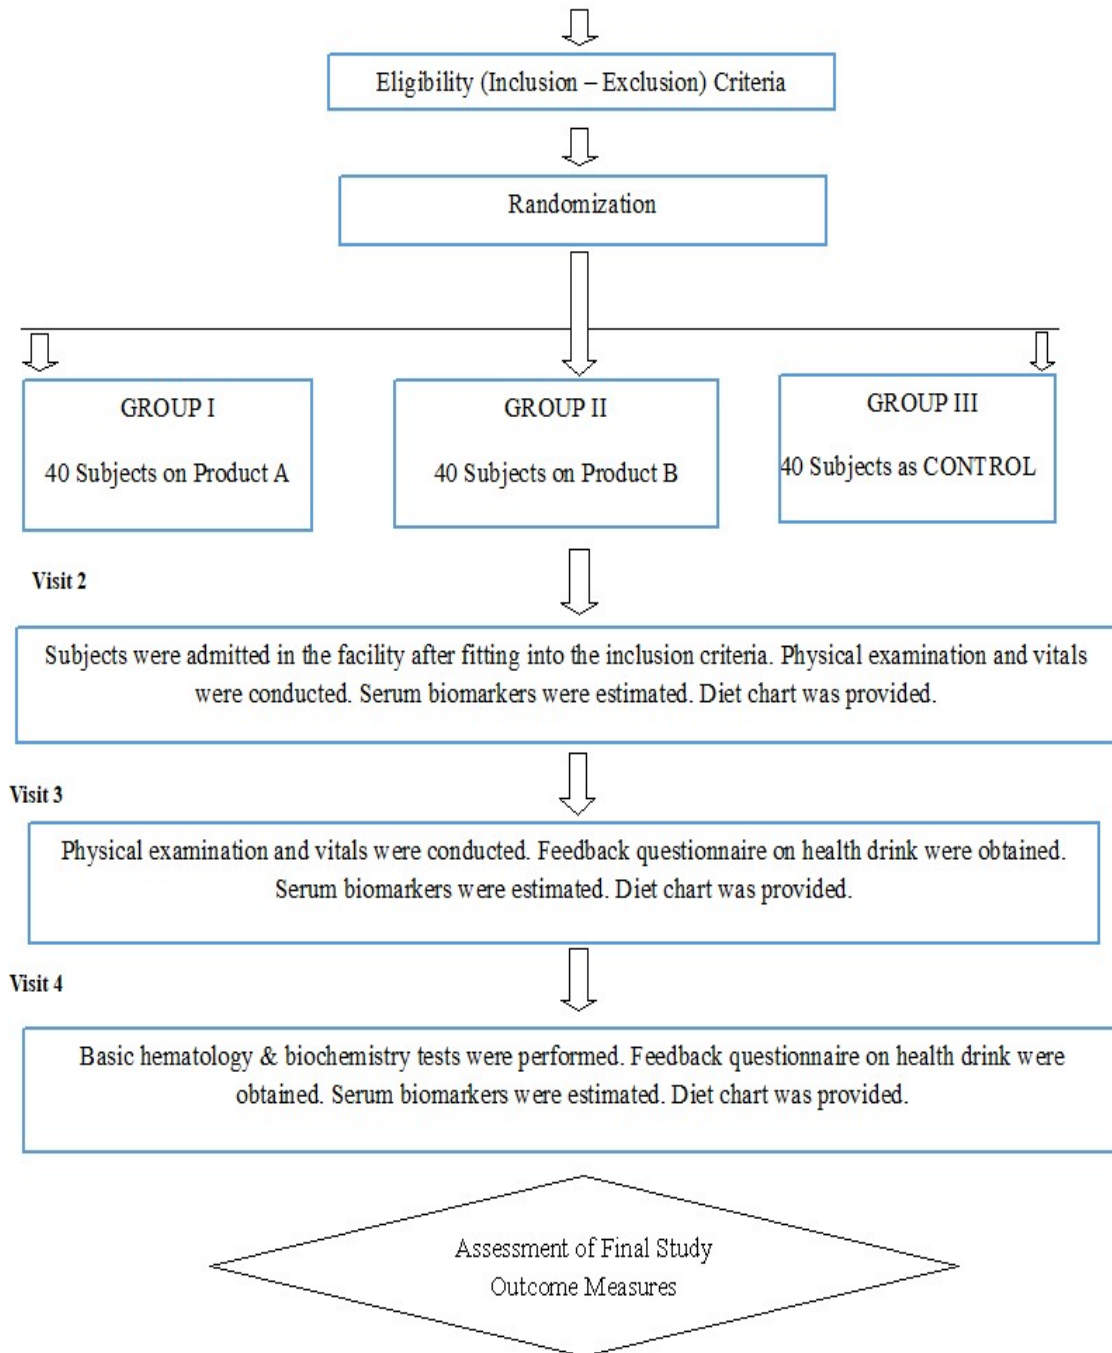 Eligibility (Inclusion – Exclusion) Criteria
Randomization
GROUP I
40 Subjects on Product A
GROUP II
40 Subjects on Product B
GROUP III
40 Subjects as CONTROL
Visit 2
Subjects were admitted in the facility after fitting into the inclusion criteria. Physical examination and vitals
were conducted. Serum biomarkers were estimated. Diet chart was provided.
Visit 3
Physical examination and vitals were conducted. Feedback questionnaire on health drink were obtained.
Serum biomarkers were estimated. Diet chart was provided.
Visit 4
Basic hematology & biochemistry tests were performed. Feedback questionnaire on health drink were
obtained. Serum biomarkers were estimated. Diet chart was provided.
Assessment of Final Study
Outcome Measures